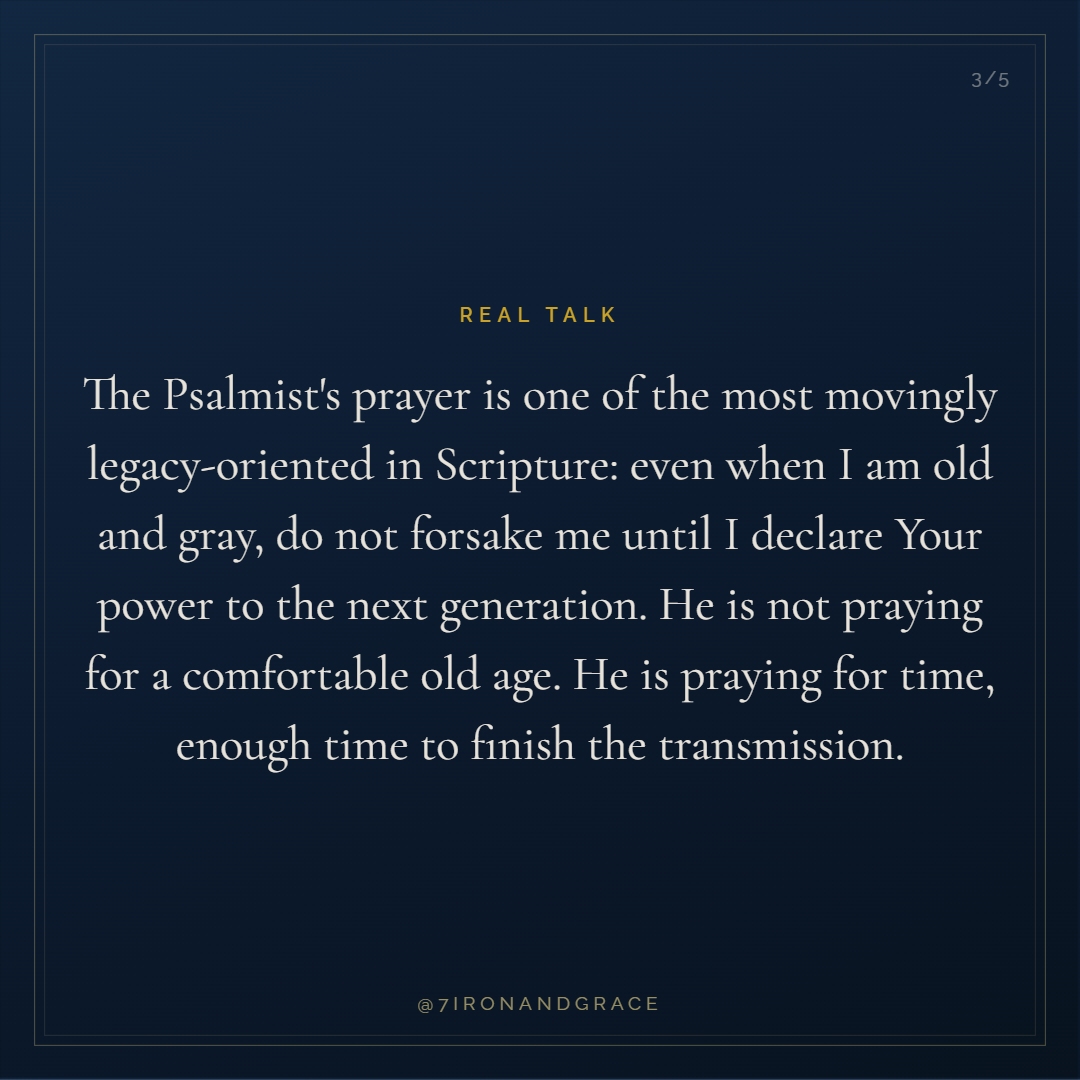 3/5
REAL TALK
The Psalmist's prayer is one of the most movingly
legacy-oriented in Scripture: even when I am old
and gray, do not forsake me until I declare Your
power to the next generation. He is not praying
for a comfortable old age. He is praying for time,
enough time to finish the transmission.
@7IRONANDGRACE